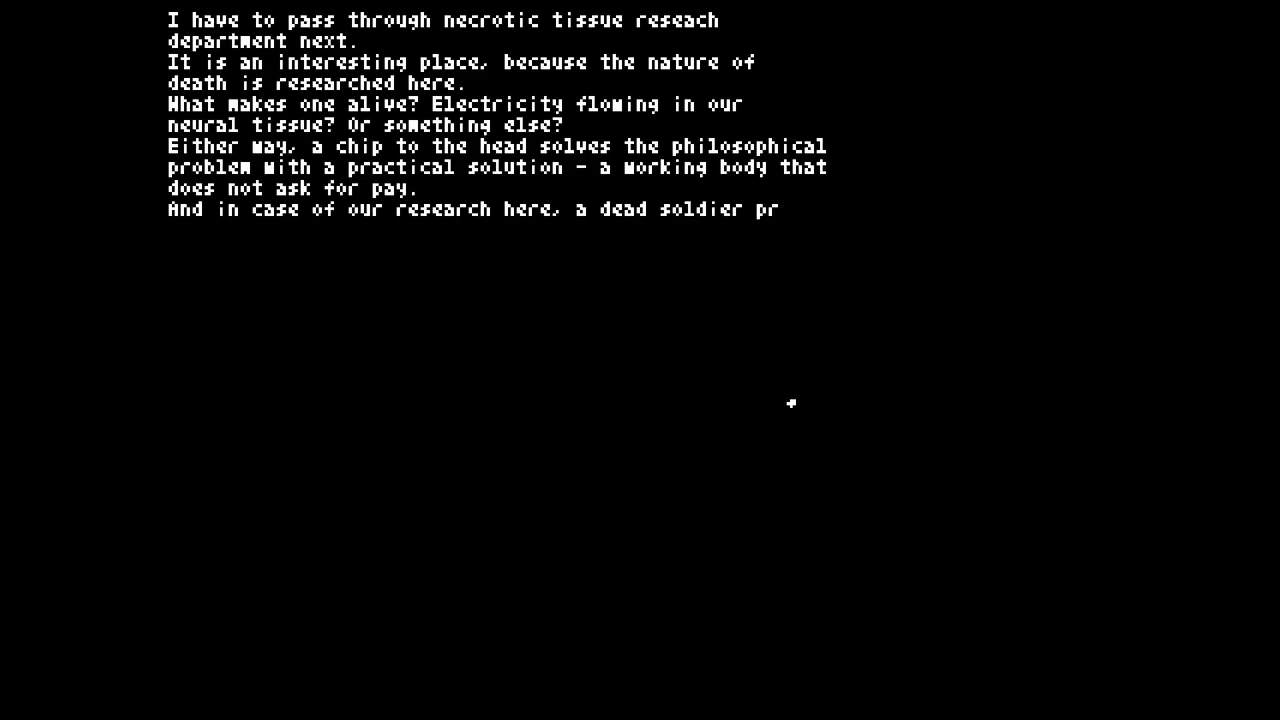 I have to pass through necrotic tissue reseach
department next.
It is an interesting place, because the nature of
death is researched here.
What makes one alive? Electricity flowing in our
neural tissue? Or something else?
Either way, a chip to the head solves the philosophical
problem with a practical solution - a working body that
does not ask for pay.
And in case of our research here, a dead soldier pr